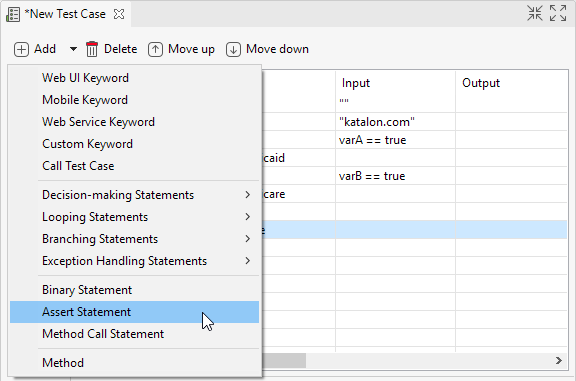 *New Test Case
Add Delete Move up Move down
Web UI Keyword
Mobile Keyword
Web Service Keyword
Custom Keyword
Call Test Case
Decision-making Statements
Looping Statements
Branching Statements
Exception Handling Statements
Binary Statement
Assert Statement
Method Call Statement
Method
Input Output
""
"katalon.com"
varA == true
caid
varB == true
care